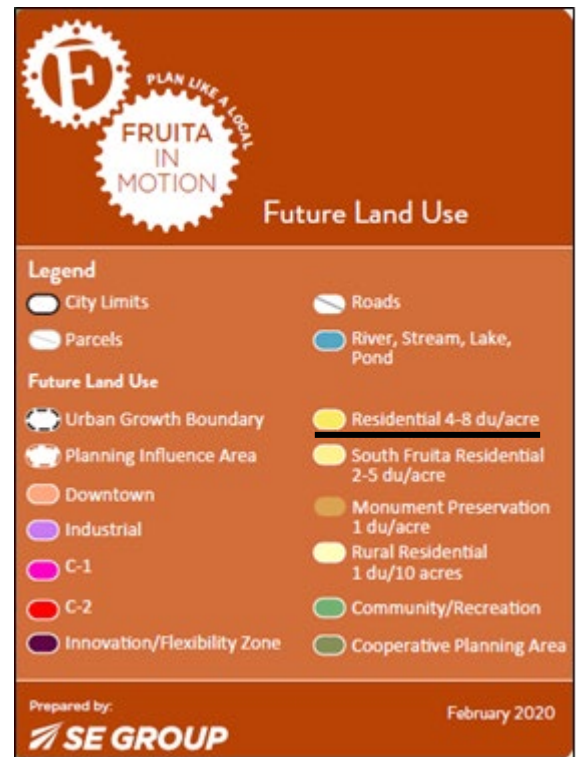 F
PLAN LIKE A LOCAL
FRUITA
IN
MOTION
Future Land Use
Legend
City Limits
Parcels
Roads
River, Stream, Lake,
Pond
Future Land Use
Urban Growth Boundary
Planning Influence Area
Downtown
Industrial
C-1
C-2
Innovation/Flexibility Zone
Residential 4-8 du/acre
South Fruita Residential
2-5 du/acre
Monument Preservation
1 du/acre
Rural Residential
1 du/10 acres
Community/Recreation
Cooperative Planning Area
Prepared by:
SE GROUP
February 2020